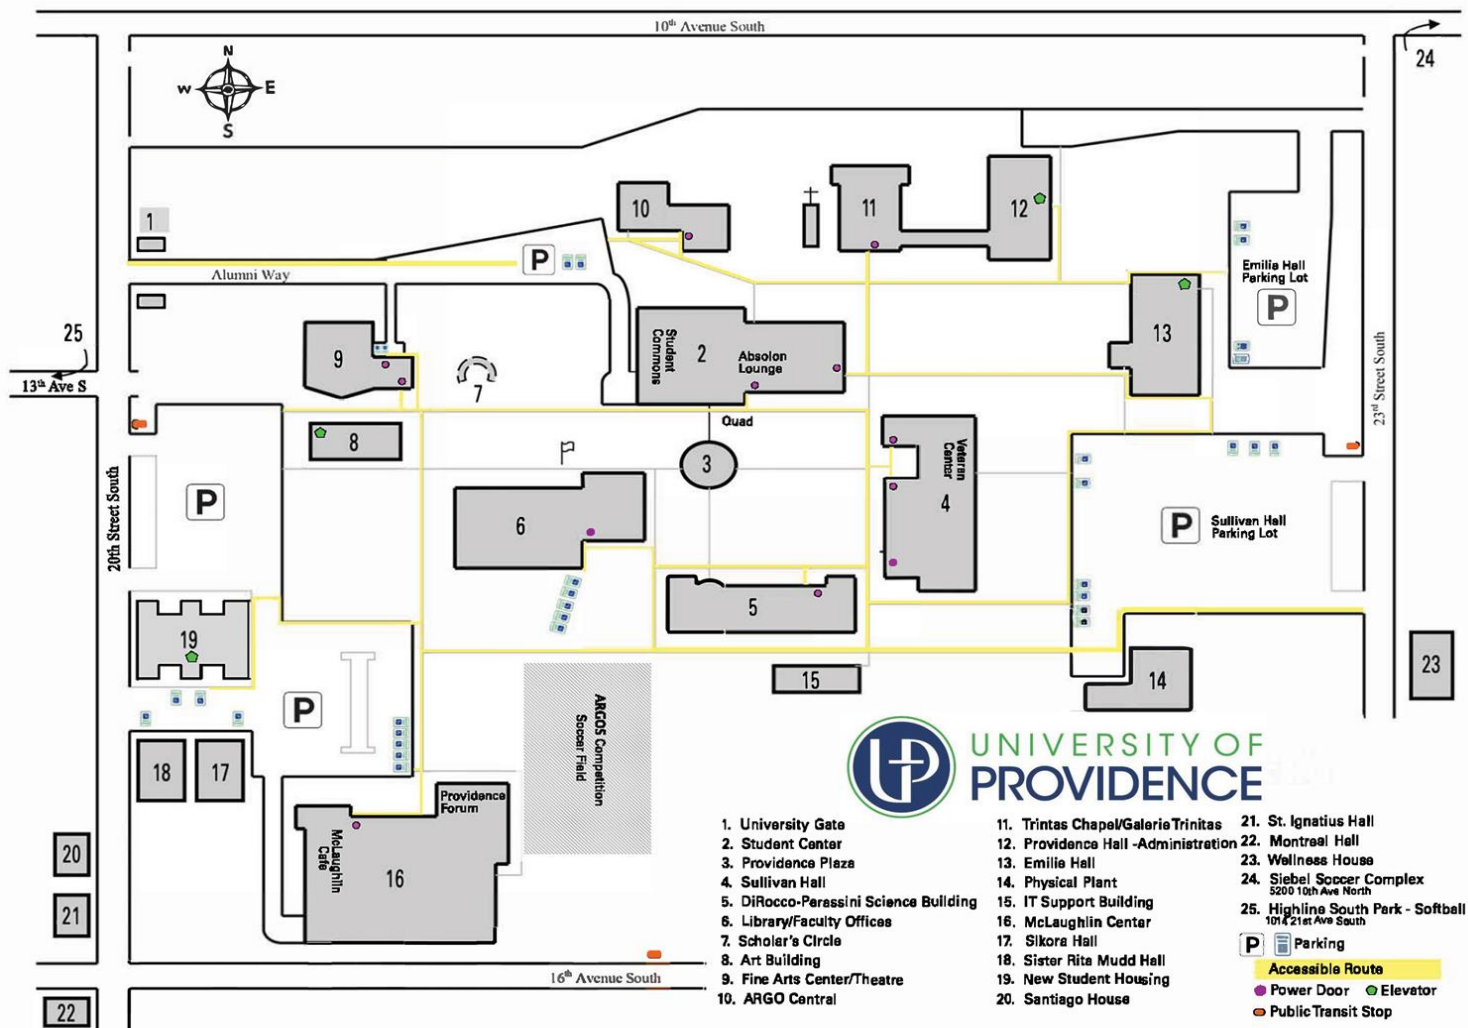 10th Avenue South
24
N
W E
S
1
10
11
12
P
Alumni Way
Emilie Hall
Parking Lot
P
25
13th Ave S
9
7
Student
Commons
2
Absolon
Lounge
13
23rd Street South
Quad
8
3
Veteran
Center
4
P
20th Street South
6
P
Sullivan Hall
Parking Lot
5
19
15
14
23
P
ARGOS Competition
Soccer Field
18
17
Providence
Forum
McLaughlin
Cafe
16
20
21
22
16th Avenue South
UP
UNIVERSITY OF
PROVIDENCE
1. University Gate
2. Student Center
3. Providence Plaza
4. Sullivan Hall
5. DiRocco-Perassini Science Building
6. Library/Faculty Offices
7. Scholar's Circle
8. Art Building
9. Fine Arts Center/Theatre
10. ARGO Central
11. Trinitas Chapel/Galerie Trinitas
12. Providence Hall -Administration
13. Emilie Hall
14. Physical Plant
15. IT Support Building
16. McLaughlin Center
17. Sikora Hall
18. Sister Rita Mudd Hall
19. New Student Housing
20. Santiago House
21. St. Ignatius Hall
22. Montreal Hall
23. Wellness House
24. Siebel Soccer Complex
5200 10th Ave North
25. Highline South Park - Softball
1014 21st Ave South
P Parking
Accessible Route
Power Door Elevator
Public Transit Stop